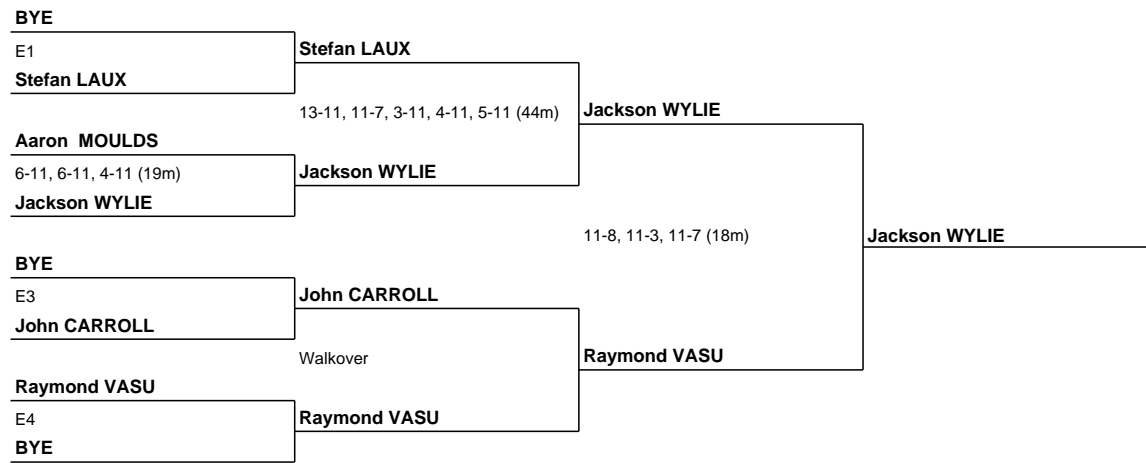 BYE
E1
Stefan LAUX
Stefan LAUX
13-11, 11-7, 3-11, 4-11, 5-11 (44m)
Jackson WYLIE
Aaron  MOULDS
6-11, 6-11, 4-11 (19m)
Jackson WYLIE
Jackson WYLIE
11-8, 11-3, 11-7 (18m)
Jackson WYLIE
BYE
E3
John CARROLL
John CARROLL
Walkover
Raymond VASU
Raymond VASU
E4
Raymond VASU
BYE